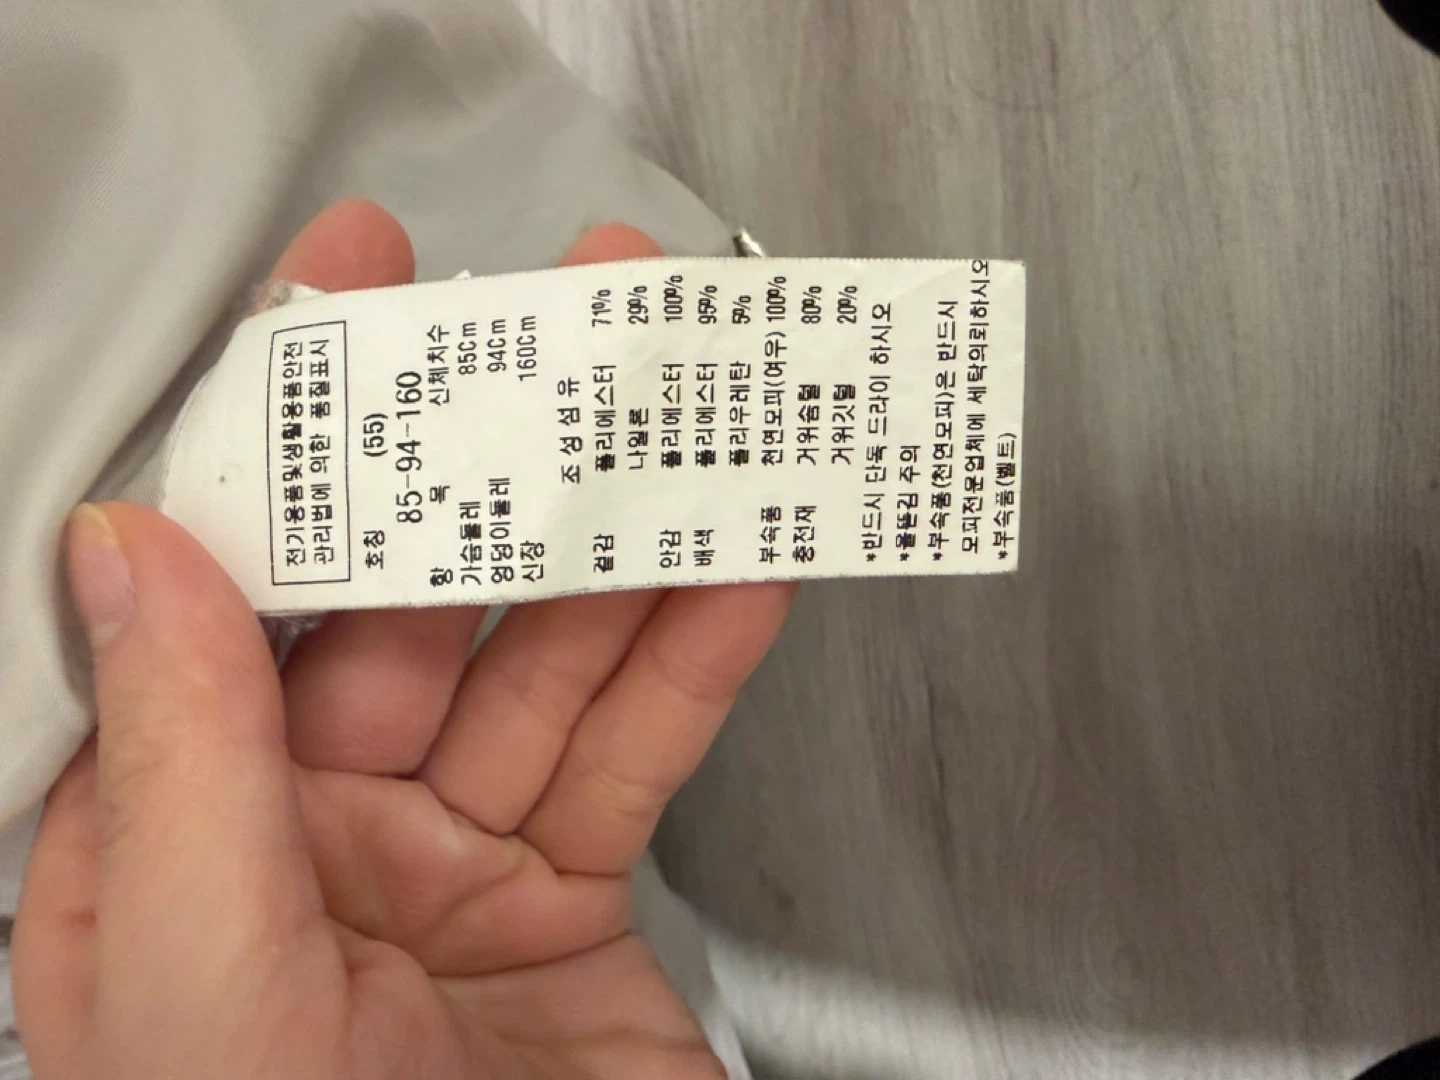 전기용품및생활용품안전
관리법에 의한 품질표시
호칭 (55)
85-94-160
항 목 신체치수
가슴둘레 85Cm
엉덩이둘레 94Cm
신장 160Cm
조성섬유
겉감 폴리에스터 71%
나일론 29%
안감 폴리에스터 100%
배색 폴리에스터 95%
폴리우레탄 5%
부속품 천연모피(여우) 100%
충전재 거위솜털 80%
거위깃털 20%
*반드시 단독 드라이 하시오
*올뜯김 주의
*부속품(천연모피)은 반드시
모피전문업체에 세탁의뢰하시오
*부속품(벨트)